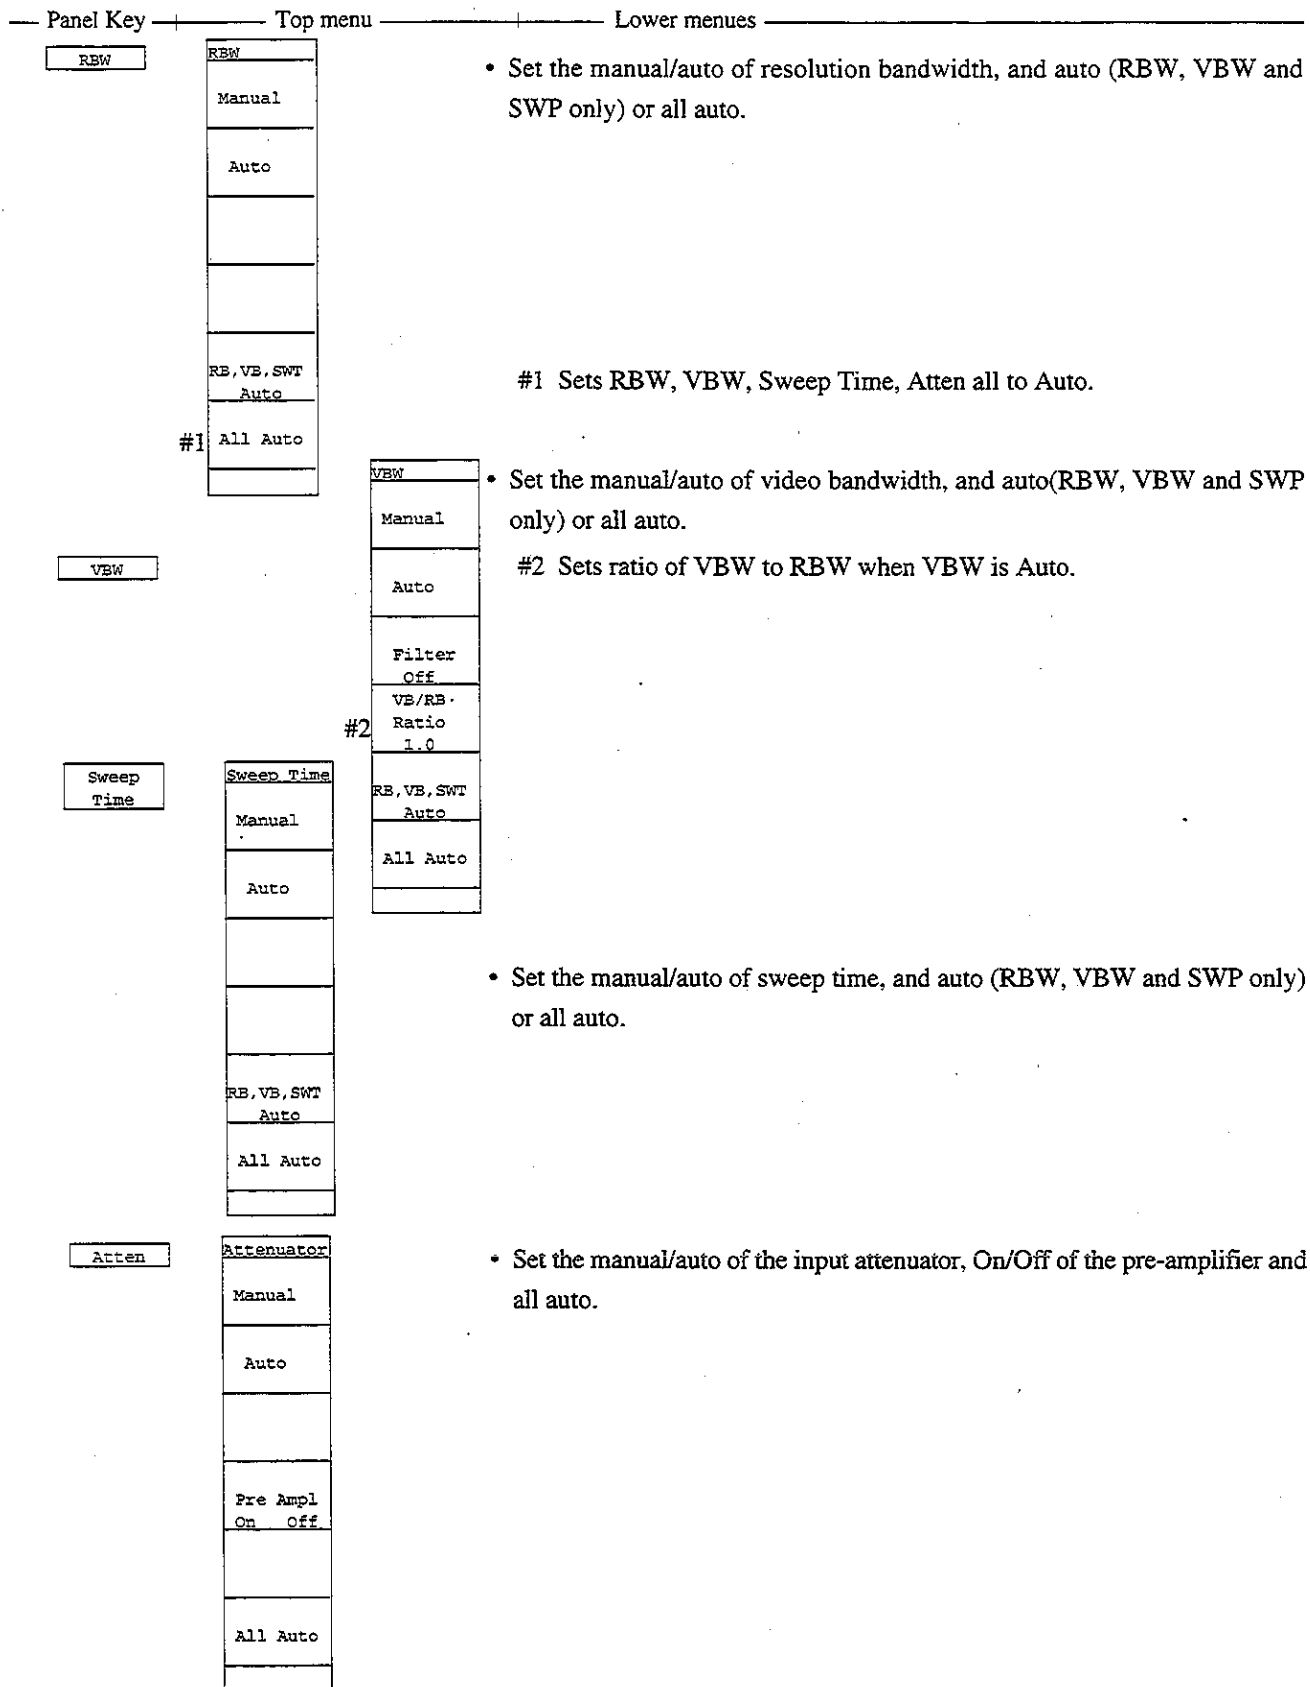 Panel Key Top menu Lower menues
RBW
RBW
Manual
Auto
RB,VB,SWT
Auto
#1 All Auto
• Set the manual/auto of resolution bandwidth, and auto (RBW, VBW and
SWP only) or all auto.
#1 Sets RBW, VBW, Sweep Time, Atten all to Auto.
VBW
VBW
Manual
Auto
Filter
Off
#2 VB/RB
Ratio
1.0
RB,VB,SWT
Auto
All Auto
• Set the manual/auto of video bandwidth, and auto(RBW, VBW and SWP
only) or all auto.
#2 Sets ratio of VBW to RBW when VBW is Auto.
Sweep
Time
Sweep Time
Manual
Auto
RB,VB,SWT
Auto
All Auto
• Set the manual/auto of sweep time, and auto (RBW, VBW and SWP only)
or all auto.
Atten
Attenuator
Manual
Auto
Pre Ampl
On Off
All Auto
• Set the manual/auto of the input attenuator, On/Off of the pre-amplifier and
all auto.